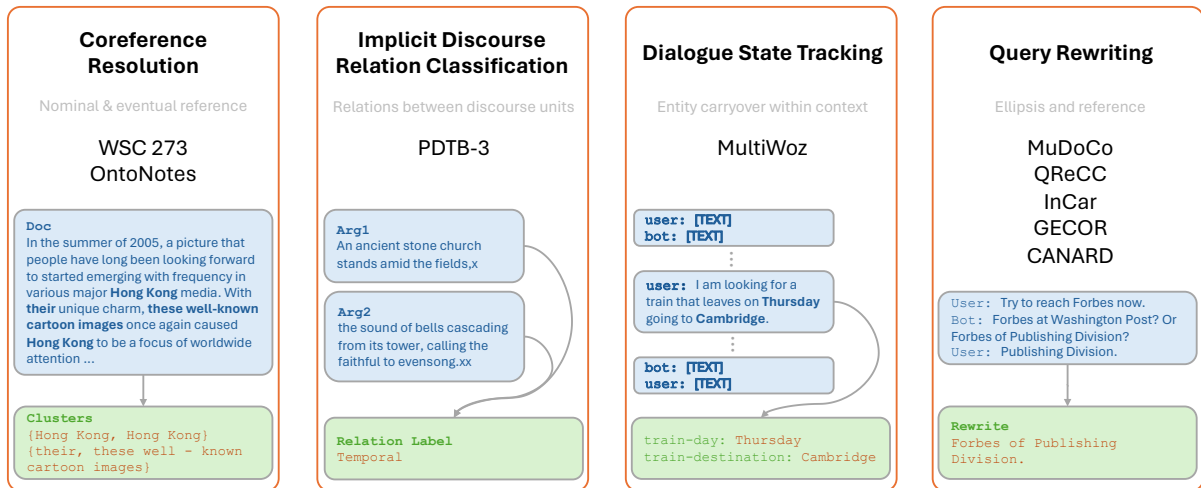 Coreference
Resolution
Nominal & eventual reference
WSC 273
OntoNotes
Doc
In the summer of 2005, a picture that
people have long been looking forward
to started emerging with frequency in
various major Hong Kong media. With
their unique charm, these well-known
cartoon images once again caused
Hong Kong to be a focus of worldwide
attention ...
Clusters
{Hong Kong, Hong Kong}
{their, these well - known
cartoon images}
Implicit Discourse
Relation Classification
Relations between discourse units
PDTB-3
Arg1
An ancient stone church
stands amid the fields,x
Arg2
the sound of bells cascading
from its tower, calling the
faithful to evensong.xx
Relation Label
Temporal
Dialogue State Tracking
Entity carryover within context
MultiWoz
user: [TEXT]
bot: [TEXT]
user: I am looking for a
train that leaves on Thursday
going to Cambridge.
bot: [TEXT]
user: [TEXT]
train-day: Thursday
train-destination: Cambridge
Query Rewriting
Ellipsis and reference
MuDoCo
QReCC
InCar
GECOR
CANARD
User: Try to reach Forbes now.
Bot: Forbes at Washington Post? Or
Forbes of Publishing Division?
User: Publishing Division.
Rewrite
Forbes of Publishing
Division.